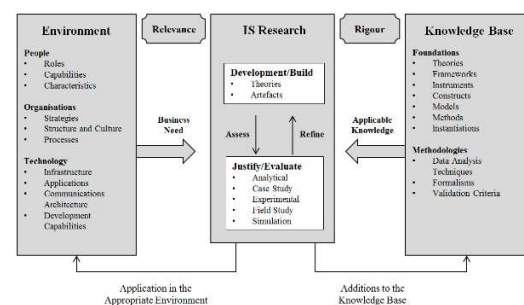 Environment
People
• Roles
• Capabilities
• Characteristics
Organisations
• Strategies
• Structure and Culture
• Processes
Technology
• Infrastructure
• Applications
• Communications
Architecture
• Development
Capabilities
Relevance
Business
Need
IS Research
Development/Build
• Theories
• Artefacts
Assess
Refine
Justify/Evaluate
• Analytical
• Case Study
• Experimental
• Field Study
• Simulation
Rigour
Applicable
Knowledge
Knowledge Base
Foundations
• Theories
• Frameworks
• Instruments
• Constructs
• Models
• Methods
• Instantiations
Methodologies
• Data Analysis
Techniques
• Formalisms
• Validation Criteria
Application in the
Appropriate Environment
Additions to the
Knowledge Base